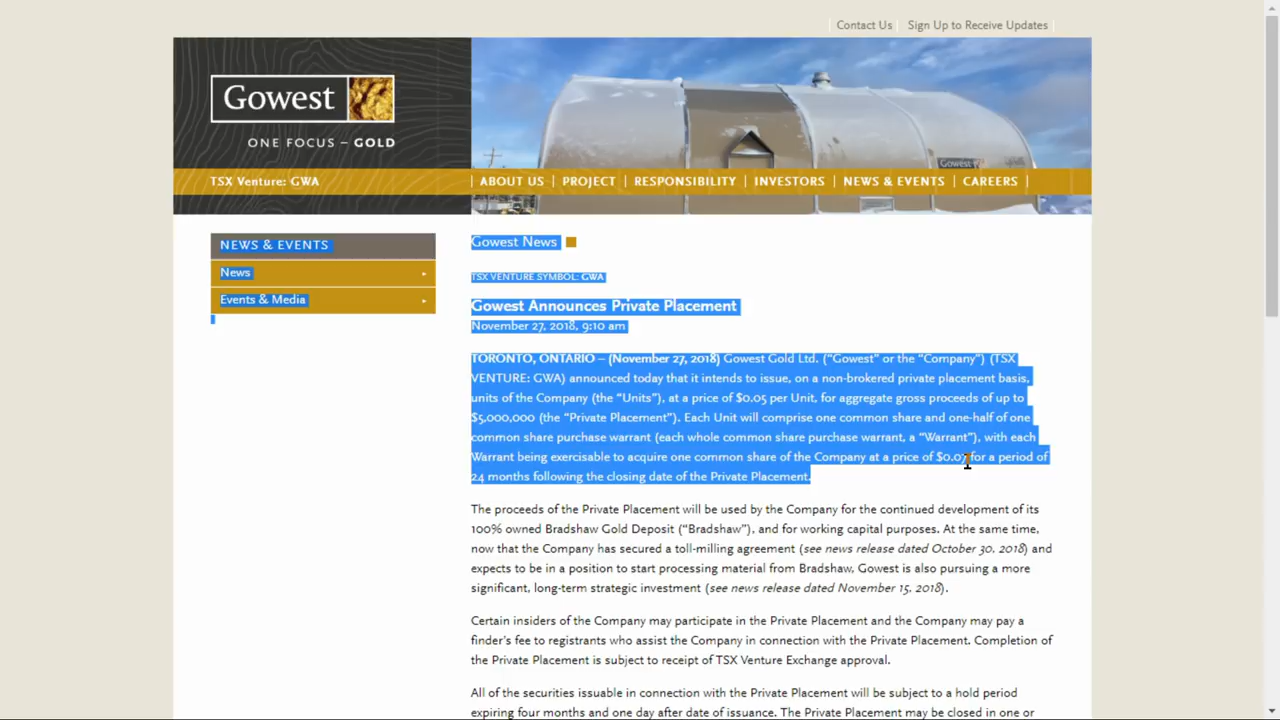 Contact Us
Sign Up to Receive Updates
Gowest
ONE FOCUS – GOLD
Gowest
TSX Venture: GWA
ABOUT US
PROJECT
RESPONSIBILITY
INVESTORS
NEWS & EVENTS
CAREERS
NEWS & EVENTS
News
Events & Media
Gowest News
TSX VENTURE SYMBOL: GWA
Gowest Announces Private Placement
November 27, 2018, 9:10 am
TORONTO, ONTARIO – (November 27, 2018) Gowest Gold Ltd. (“Gowest” or the “Company”) (TSX
VENTURE: GWA) announced today that it intends to issue, on a non-brokered private placement basis,
units of the Company (the “Units”), at a price of $0.05 per Unit, for aggregate gross proceeds of up to
$5,000,000 (the “Private Placement”). Each Unit will comprise one common share and one-half of one
common share purchase warrant (each whole common share purchase warrant, a “Warrant”), with each
Warrant being exercisable to acquire one common share of the Company at a price of $0.07 for a period of
24 months following the closing date of the Private Placement.
The proceeds of the Private Placement will be used by the Company for the continued development of its
100% owned Bradshaw Gold Deposit (“Bradshaw”), and for working capital purposes. At the same time,
now that the Company has secured a toll-milling agreement (see news release dated October 30, 2018) and
expects to be in a position to start processing material from Bradshaw, Gowest is also pursuing a more
significant, long-term strategic investment (see news release dated November 15, 2018).
Certain insiders of the Company may participate in the Private Placement and the Company may pay a
finder’s fee to registrants who assist the Company in connection with the Private Placement. Completion of
the Private Placement is subject to receipt of TSX Venture Exchange approval.
All of the securities issuable in connection with the Private Placement will be subject to a hold period
expiring four months and one day after date of issuance. The Private Placement may be closed in one or